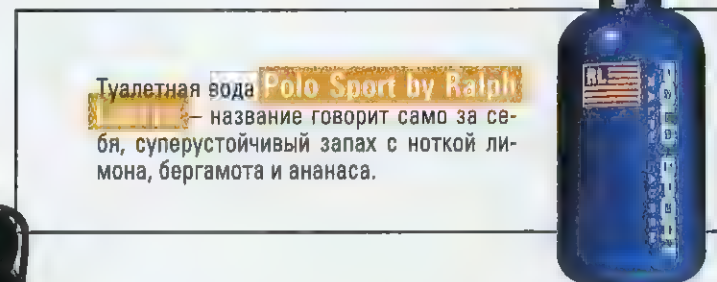 Туалетная вода Polo Sport by Ralph
– название говорит само за се-
бя, суперустойчивый запах с ноткой ли-
мона, бергамота и ананаса.
RL